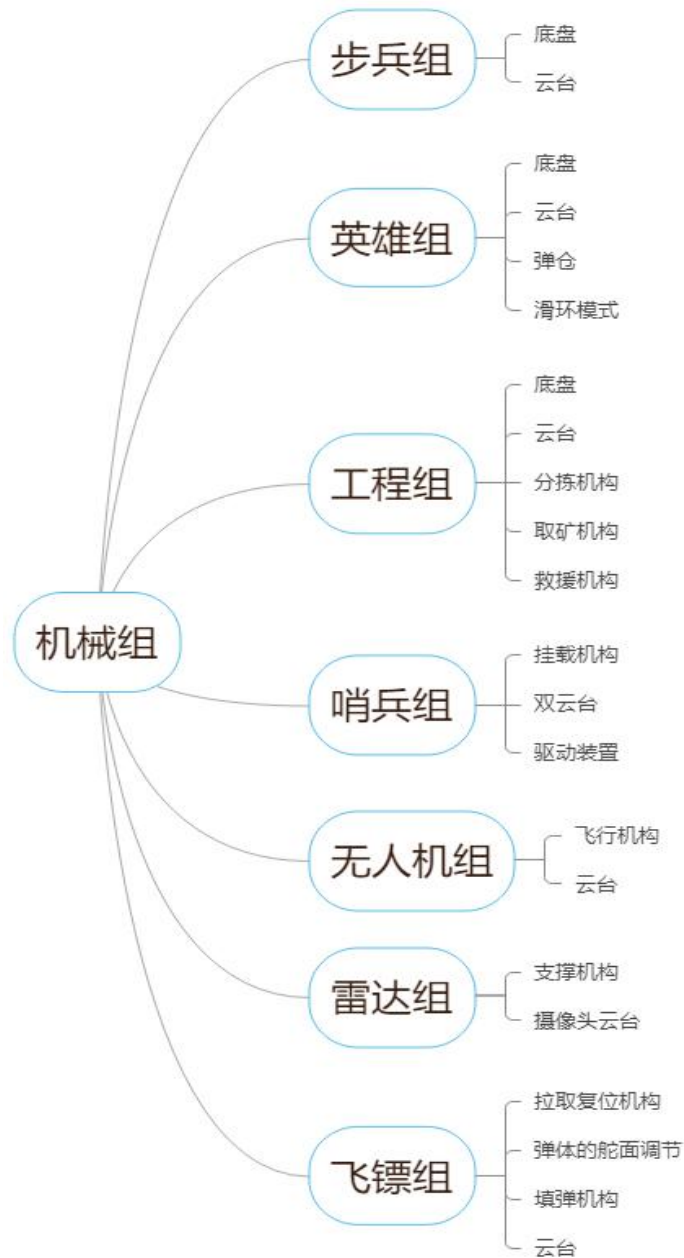 机械组
步兵组
底盘
云台
英雄组
底盘
云台
弹仓
滑环模式
工程组
底盘
云台
分拣机构
取矿机构
救援机构
哨兵组
挂载机构
双云台
驱动装置
无人机组
飞行机构
云台
雷达组
支撑机构
摄像头云台
飞镖组
拉取复位机构
弹体的舵面调节
填弹机构
云台